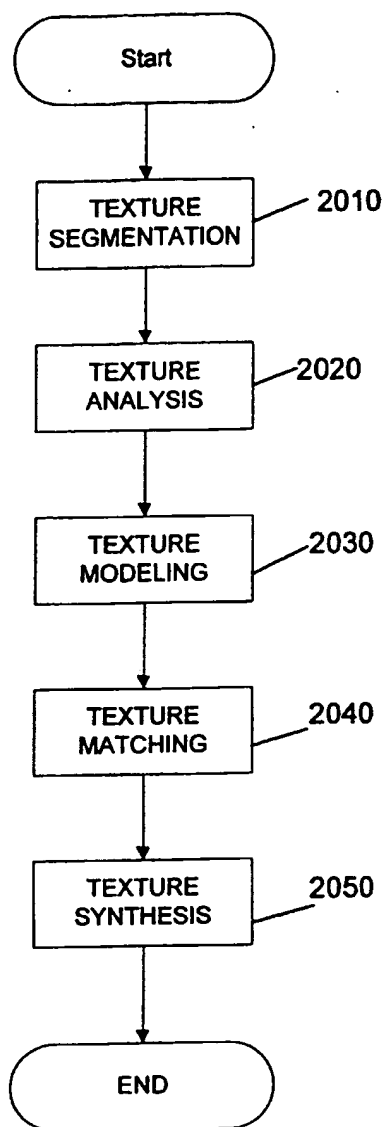 Start
TEXTURE
SEGMENTATION
2010
TEXTURE
ANALYSIS
2020
TEXTURE
MODELING
2030
TEXTURE
MATCHING
2040
TEXTURE
SYNTHESIS
2050
END